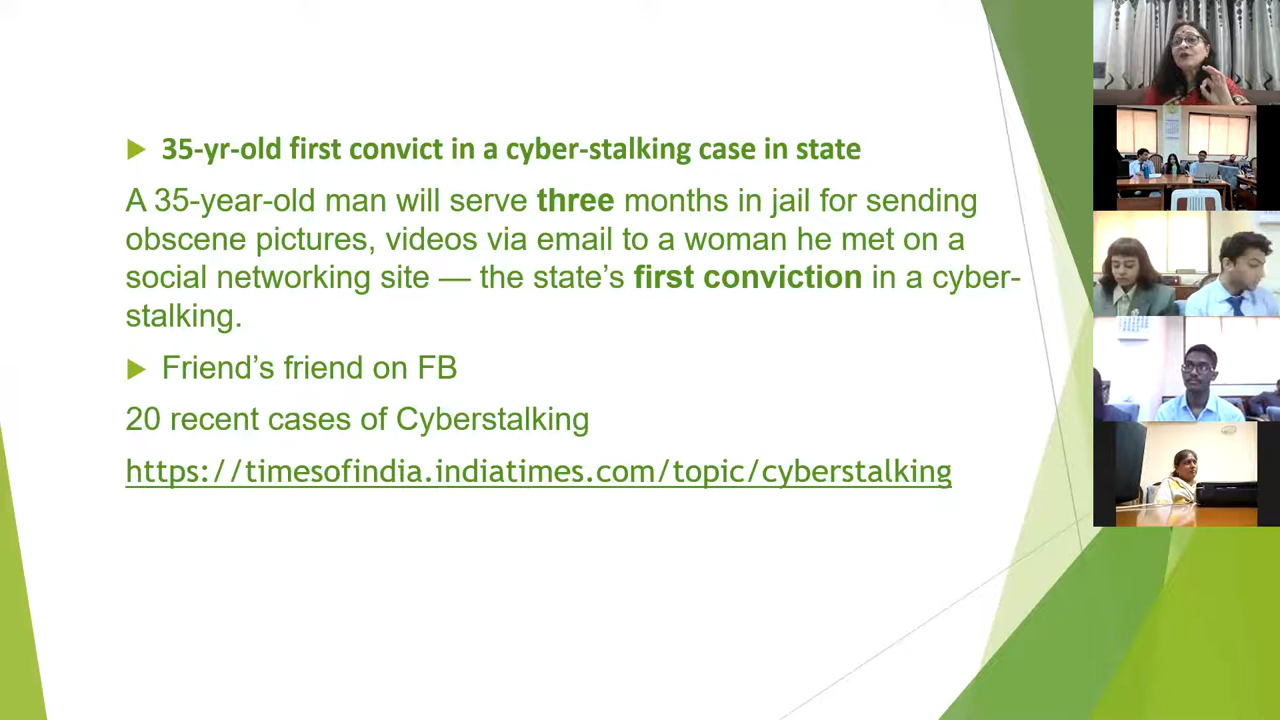 35-yr-old first convict in a cyber-stalking case in state
A 35-year-old man will serve three months in jail for sending
obscene pictures, videos via email to a woman he met on a
social networking site — the state’s first conviction in a cyber-
stalking.
Friend’s friend on FB
20 recent cases of Cyberstalking
https://timesofindia.indiatimes.com/topic/cyberstalking